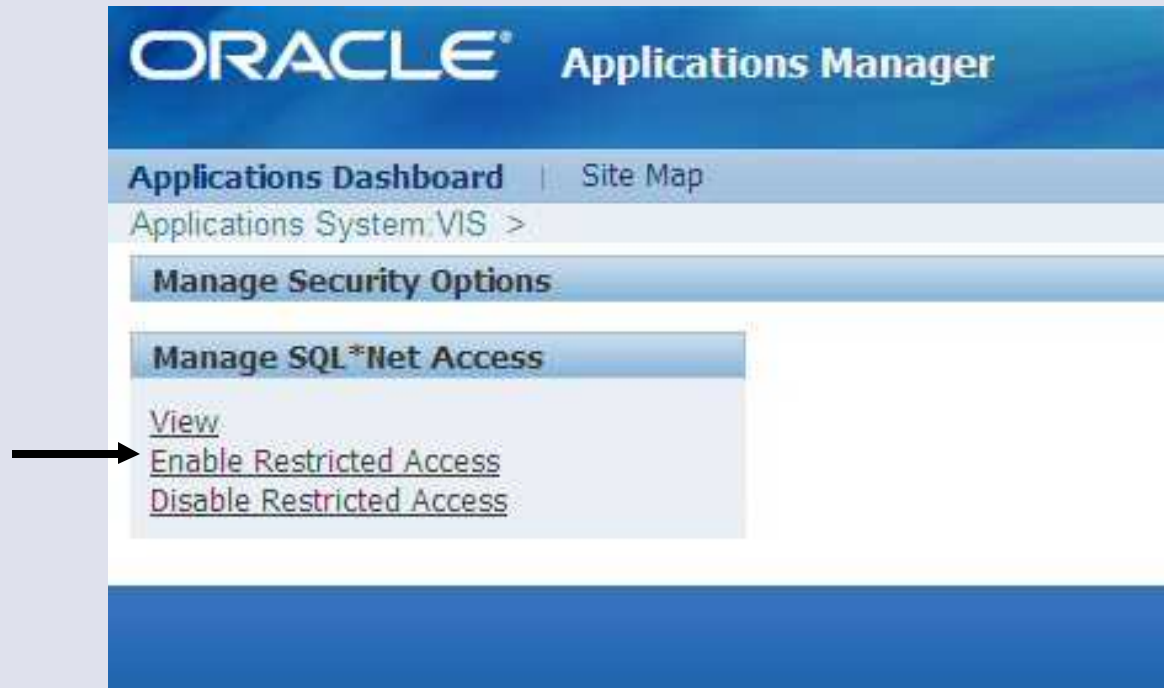 ORACLE® Applications Manager
Applications Dashboard | Site Map
Applications System:VIS >
Manage Security Options
Manage SQL*Net Access
View
Enable Restricted Access
Disable Restricted Access